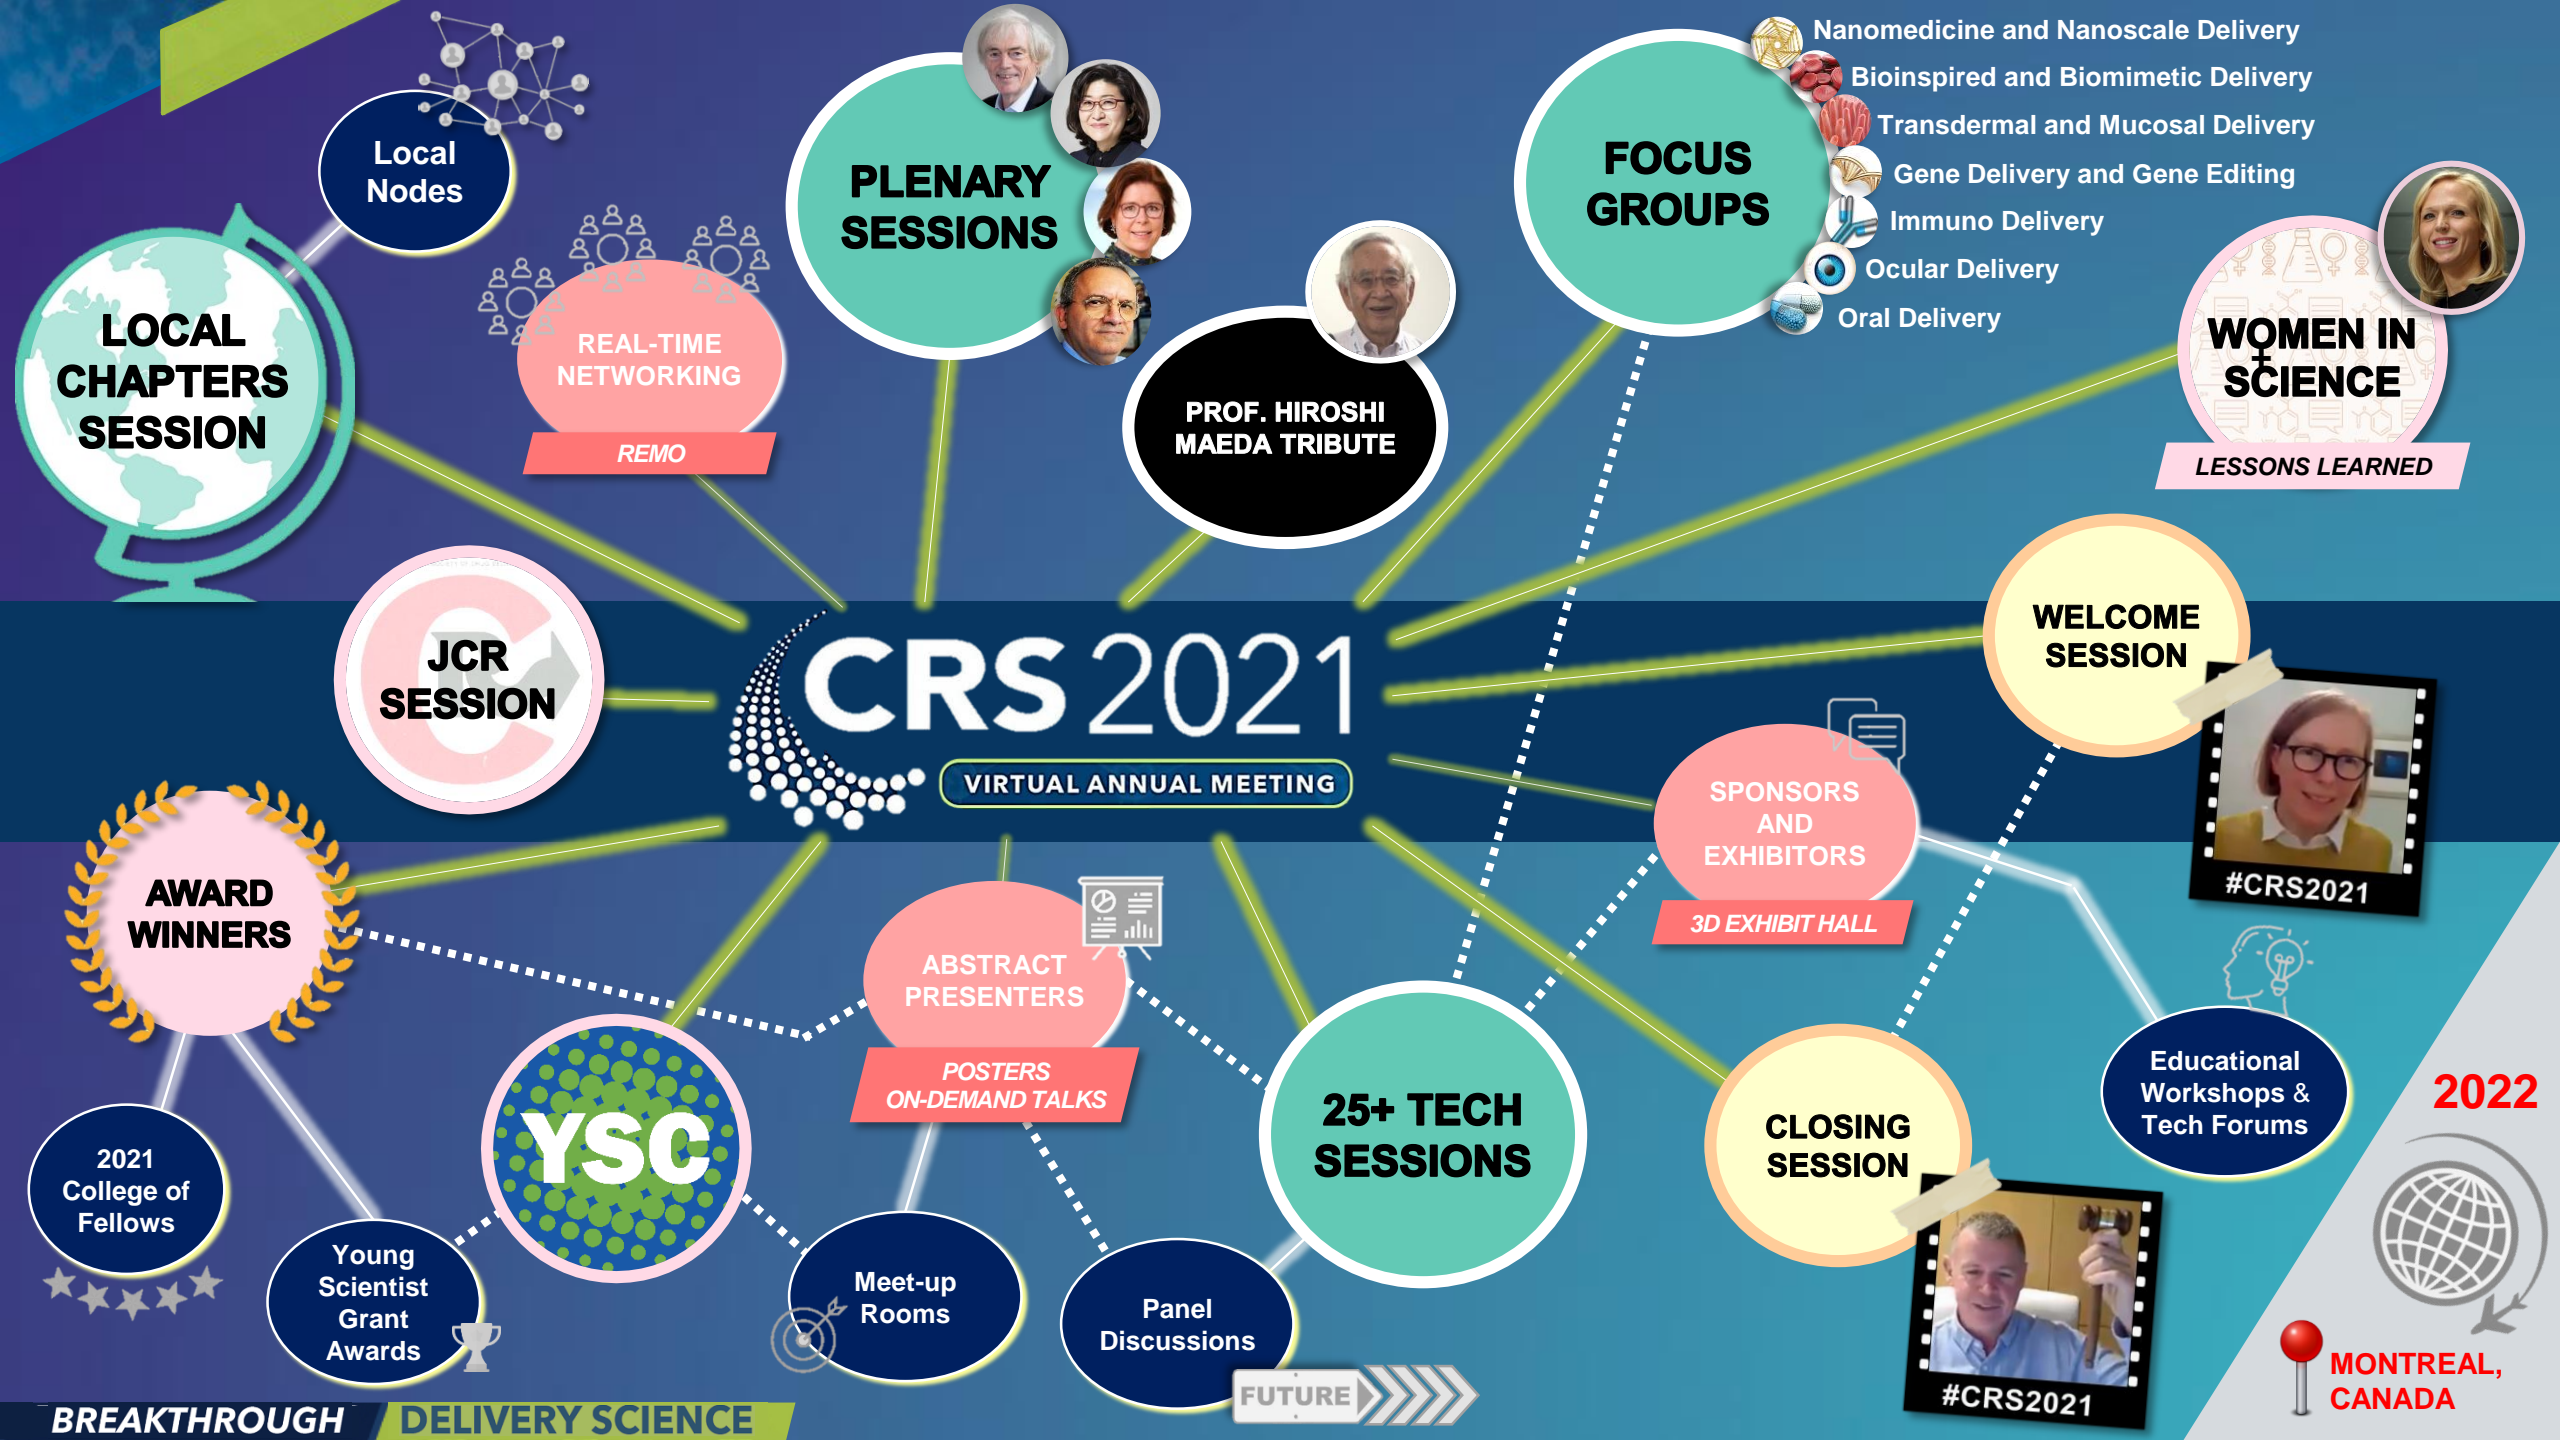 Local
Nodes
LOCAL
CHAPTERS
SESSION
REAL-TIME
NETWORKING
REMO
PLENARY
SESSIONS
PROF. HIROSHI
MAEDA TRIBUTE
FOCUS
GROUPS
Nanomedicine and Nanoscale Delivery
Bioinspired and Biomimetic Delivery
Transdermal and Mucosal Delivery
Gene Delivery and Gene Editing
Immuno Delivery
Ocular Delivery
Oral Delivery
WOMEN IN
SCIENCE
LESSONS LEARNED
JCR
SESSION
CRS 2021
VIRTUAL ANNUAL MEETING
WELCOME
SESSION
#CRS2021
SPONSORS
AND
EXHIBITORS
3D EXHIBIT HALL
AWARD
WINNERS
ABSTRACT
PRESENTERS
POSTERS
ON-DEMAND TALKS
YSC
25+ TECH
SESSIONS
CLOSING
SESSION
#CRS2021
Educational
Workshops &
Tech Forums
2021
College of
Fellows
Young
Scientist
Grant
Awards
Meet-up
Rooms
Panel
Discussions
FUTURE
2022
MONTREAL,
CANADA
BREAKTHROUGH DELIVERY SCIENCE